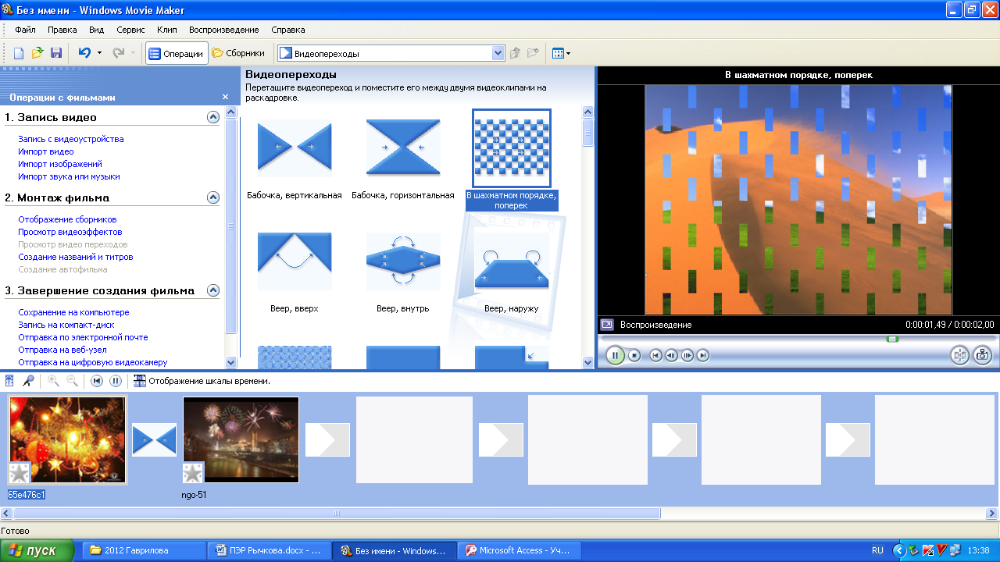 Без имени - Windows Movie Maker
Файл Правка Вид Сервис Клип Воспроизведение Справка
Операции Сборники Видеопереходы
Операции с фильмами
1. Запись видео
Запись с видеоустройства
Импорт видео
Импорт изображений
Импорт звука или музыки
2. Монтаж фильма
Отображение сборников
Просмотр видеоэффектов
Просмотр видео переходов
Создание названий и титров
Создание автофильма
3. Завершение создания фильма
Сохранение на компьютере
Запись на компакт-диск
Отправка по электронной почте
Отправка на веб-узел
Отправка на цифровую видеокамеру
Видеопереходы
Перетащите видеопереход и поместите его между двумя видеоклипами на
раскадровке.
Бабочка, вертикальная Бабочка, горизонтальная В шахматном порядке,
поперек
Веер, вверх Веер, внутрь Веер, наружу
В шахматном порядке, поперек
Воспроизведение 0:00:01,49 / 0:00:02,00
Отображение шкалы времени.
65e476c1 ngo-51
Готово
пуск 2012 Гаврилова ПЭР Рычкова.docx - ... Без имени - Windows... Microsoft Access - Уч... RU 13:38